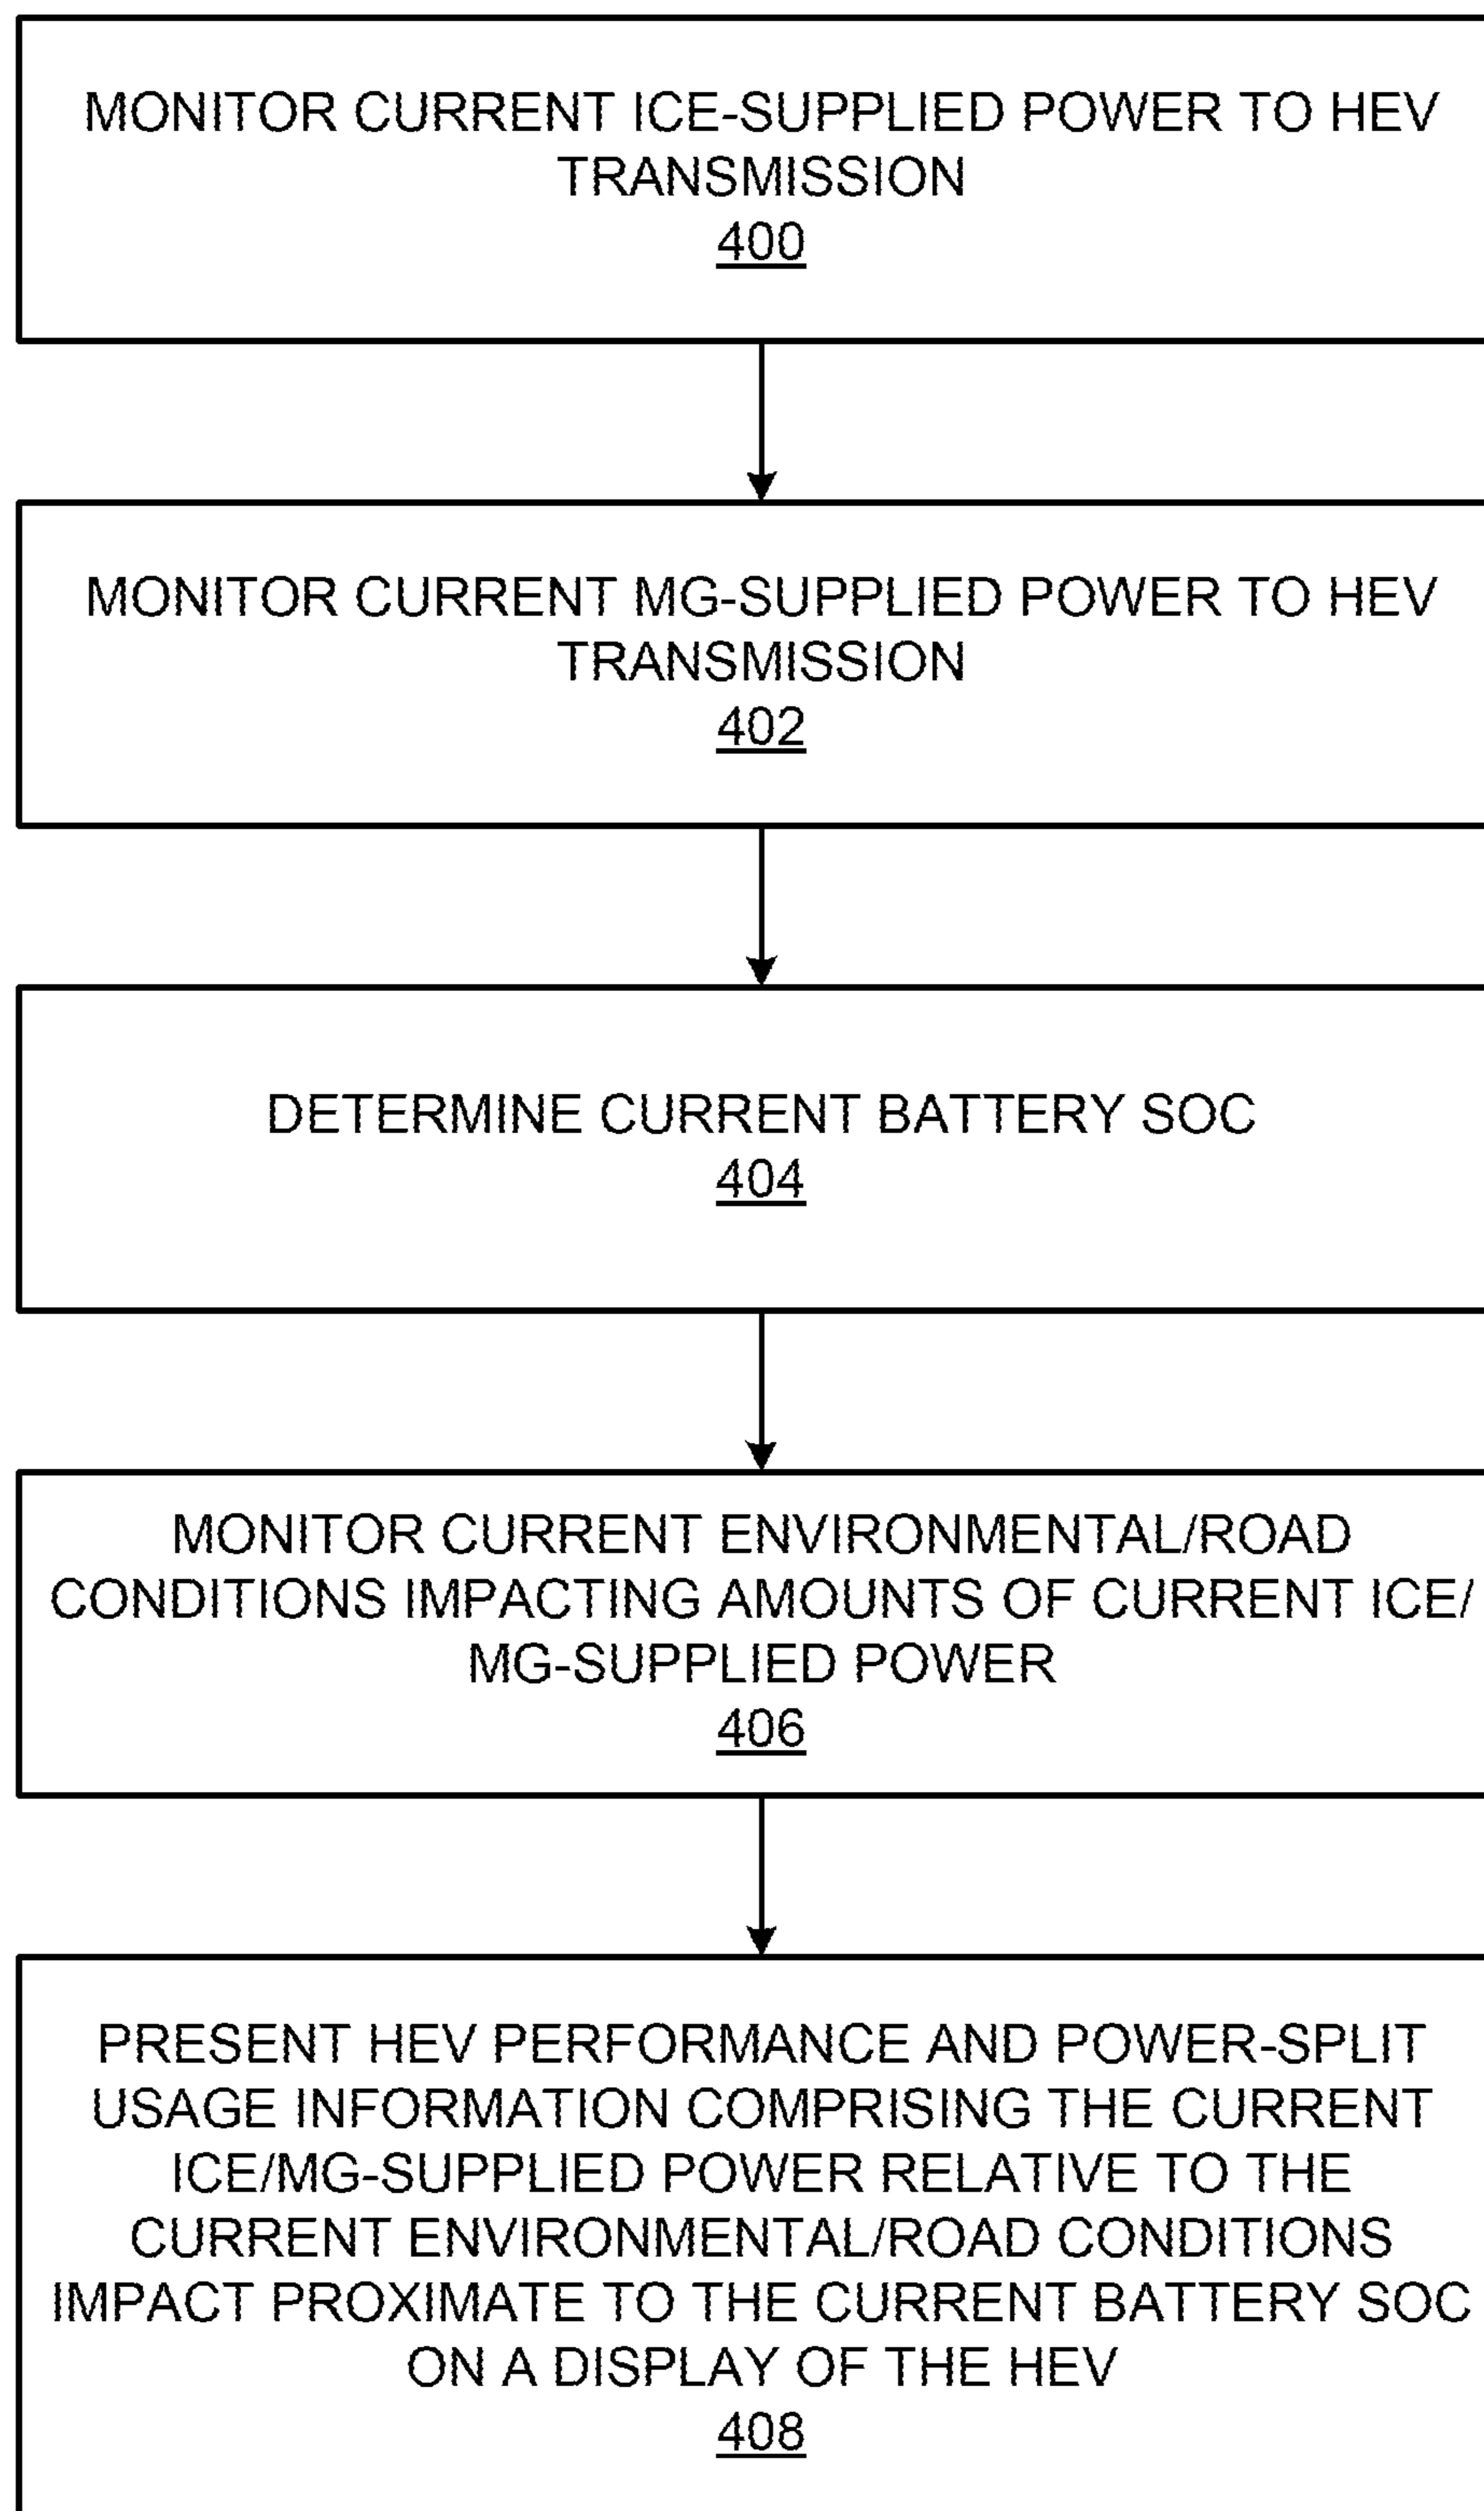 MONITOR CURRENT ICE-SUPPLIED POWER TO HEV
TRANSMISSION
400
MONITOR CURRENT MG-SUPPLIED POWER TO HEV
TRANSMISSION
402
DETERMINE CURRENT BATTERY SOC
404
MONITOR CURRENT ENVIRONMENTAL/ROAD
CONDITIONS IMPACTING AMOUNTS OF CURRENT ICE/
MG-SUPPLIED POWER
406
PRESENT HEV PERFORMANCE AND POWER-SPLIT
USAGE INFORMATION COMPRISING THE CURRENT
ICE/MG-SUPPLIED POWER RELATIVE TO THE
CURRENT ENVIRONMENTAL/ROAD CONDITIONS
IMPACT PROXIMATE TO THE CURRENT BATTERY SOC
ON A DISPLAY OF THE HEV
408